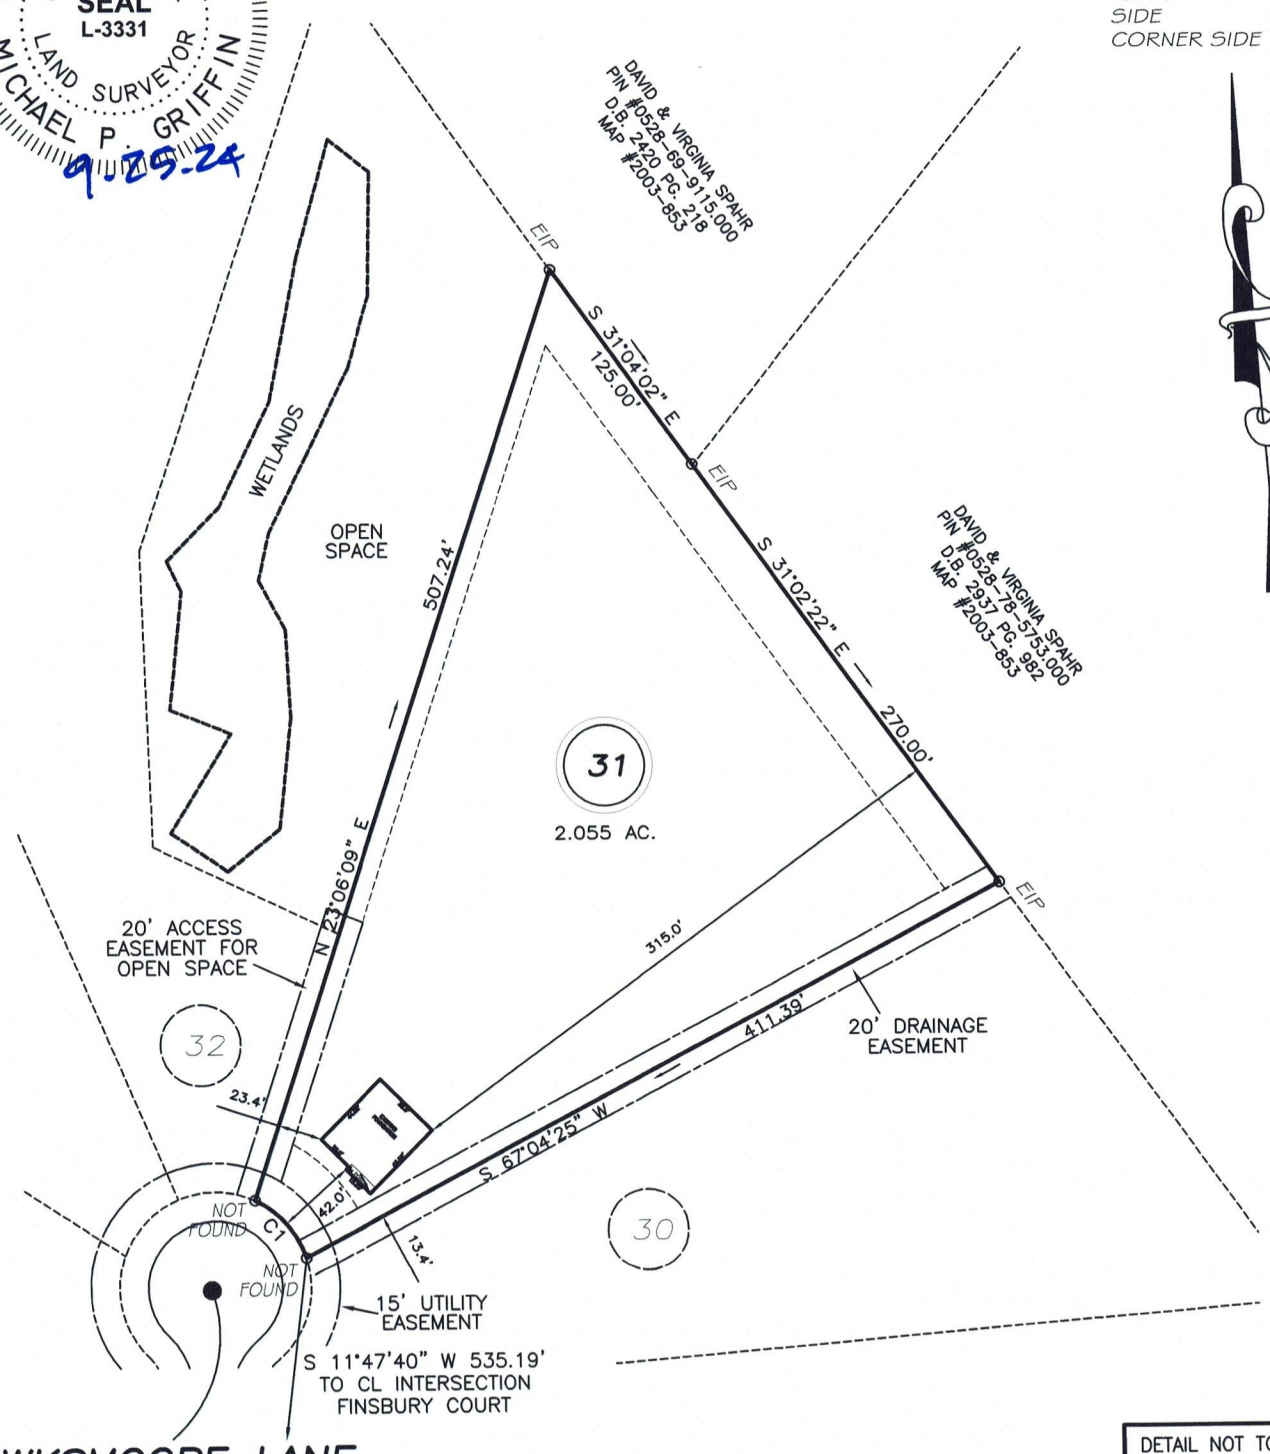 SEAL
L-3331
LAND SURVEYOR
MICHAEL P. GRIFFIN
9-25-24
SIDE
CORNER SIDE
DAVID & VIRGINIA SPAHR
PIN #0528-69-9115.000
D.B. 2420 PG. 218
MAP #2003-853
EIP
S 31°04'02" E
125.00'
EIP
WETLANDS
OPEN
SPACE
507.24'
N 23°06'09" E
S 31°02'22" E
270.00'
DAVID & VIRGINIA SPAHR
PIN #0528-78-5753.000
D.B. 2937 PG. 982
MAP #2003-853
31
2.055 AC.
EIP
315.0'
20' ACCESS
EASEMENT FOR
OPEN SPACE
411.39'
S 67°04'25" W
20' DRAINAGE
EASEMENT
32
23.4'
42.0'
NOT
FOUND
C1
13.4'
NOT
FOUND
30
15' UTILITY
EASEMENT
S 11°47'40" W 535.19'
TO CL INTERSECTION
FINSBURY COURT
LANE
DETAIL NOT TO